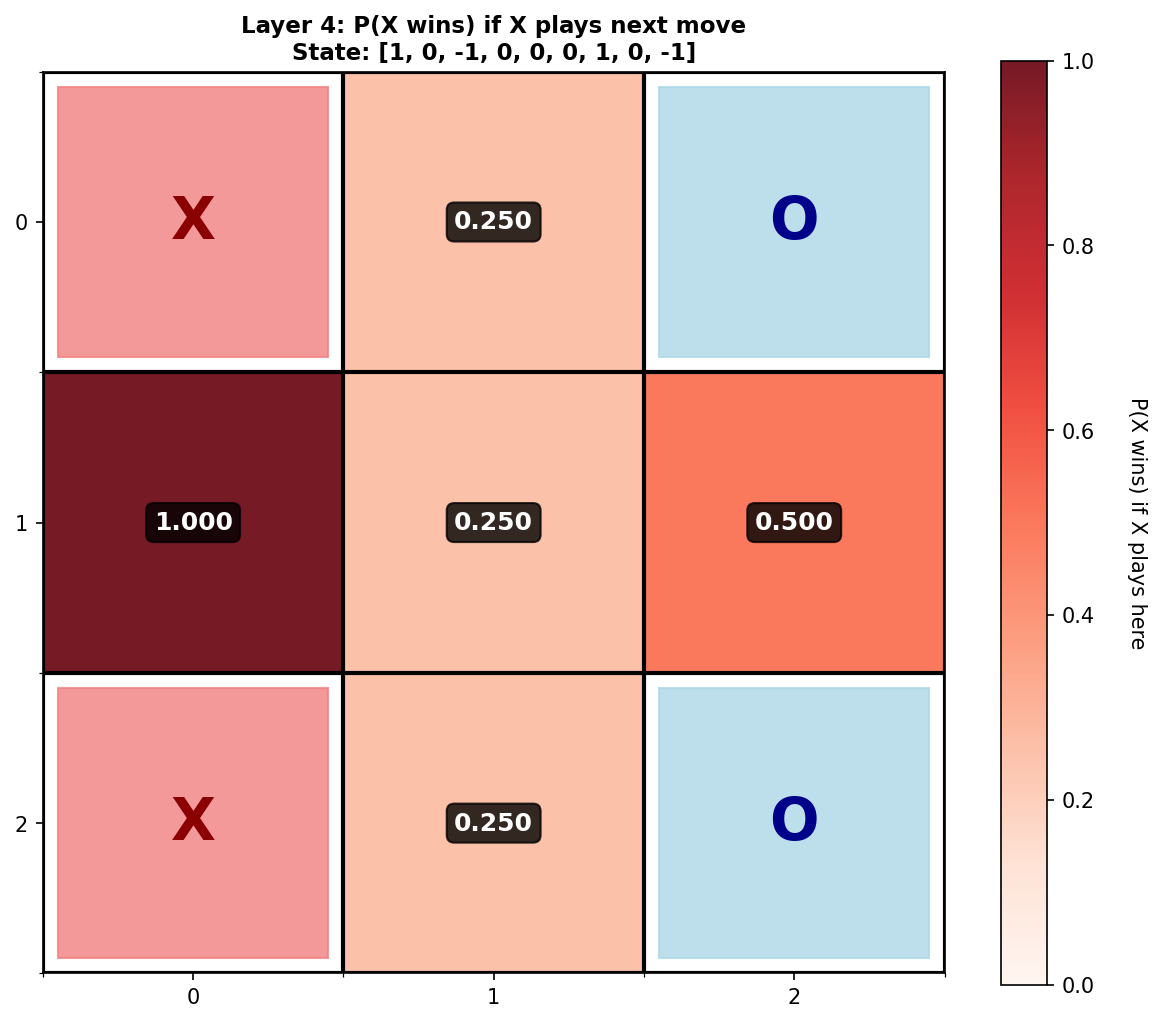 Layer 4: P(X wins) if X plays next move
State: [1, 0, -1, 0, 0, 0, 1, 0, -1]
0
X
0.250
O
1
1.000
0.250
0.500
2
X
0.250
O
0
1
2
1.0
0.8
0.6
0.4
0.2
0.0
P(X wins) if X plays here